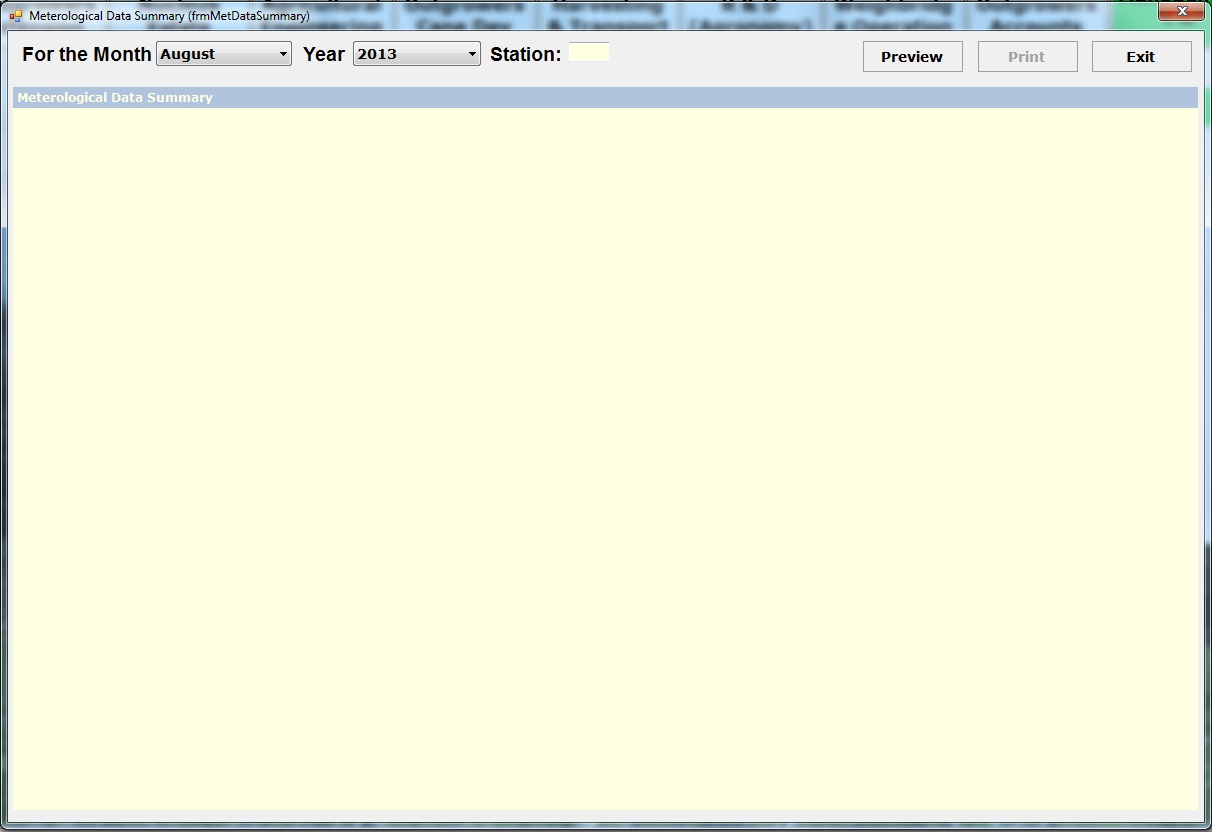 Meterological Data Summary (frmMetDataSummary)
For the Month August Year 2013 Station:
Preview Print Exit
Meterological Data Summary